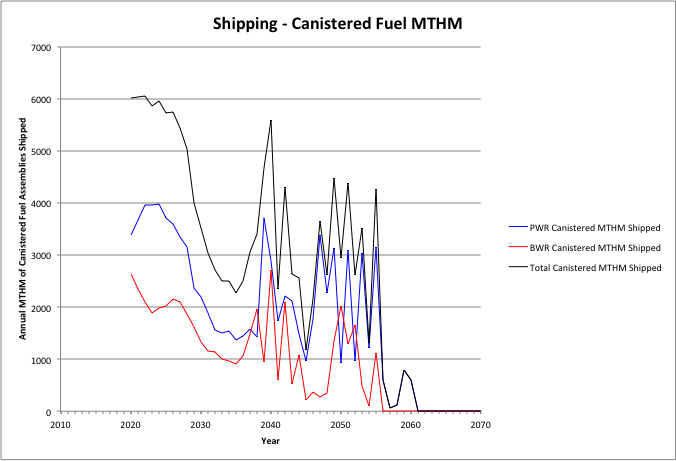 Shipping - Canistered Fuel MTHM
Annual MTHM of Canistered Fuel Assemblies Shipped
7000
6000
5000
4000
3000
2000
1000
0
2010 2020 2030 2040 2050 2060 2070
Year
PWR Canistered MTHM Shipped
BWR Canistered MTHM Shipped
Total Canistered MTHM Shipped